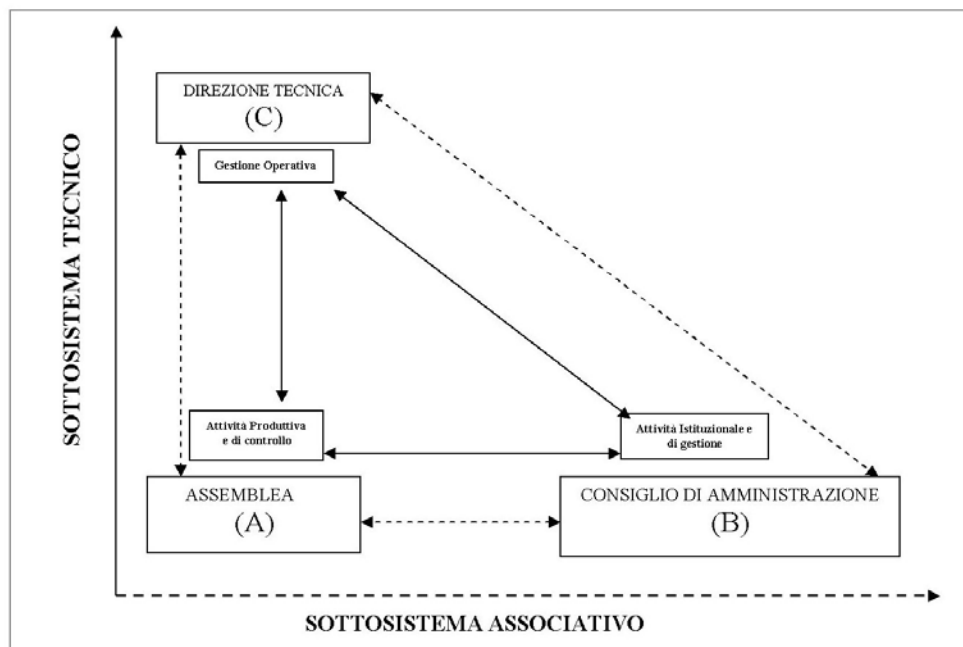 SOTTOSISTEMA TECNICO
DIREZIONE TECNICA
(C)
Gestione Operativa
Attività Produttiva
e di controllo
Attività Istituzionale e
di gestione
ASSEMBLEA
(A)
CONSIGLIO DI AMMINISTRAZIONE
(B)
SOTTOSISTEMA ASSOCIATIVO